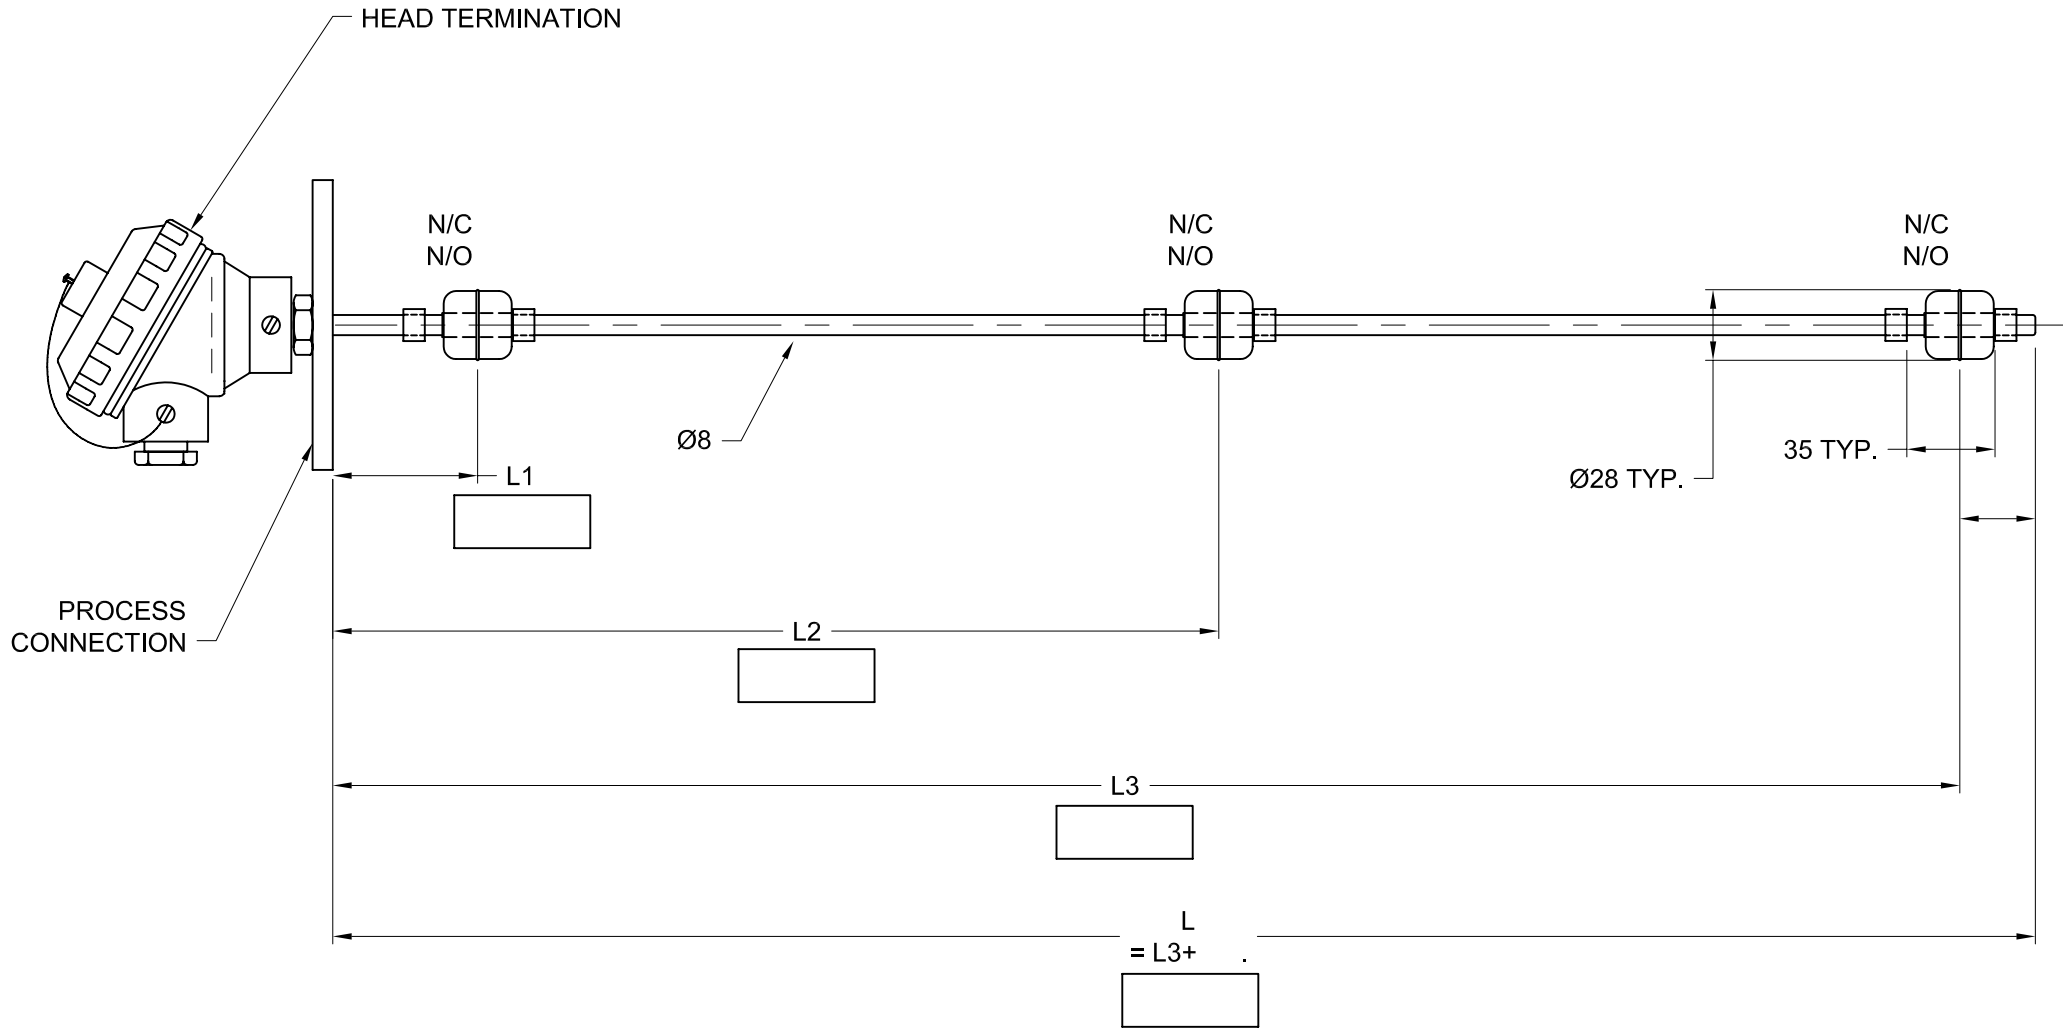 HEAD TERMINATION
N/C
N/O
N/C
N/O
N/C
N/O
Ø8
35 TYP.
Ø28 TYP.
L1
PROCESS
CONNECTION
L2
L3
L
= L3+ .